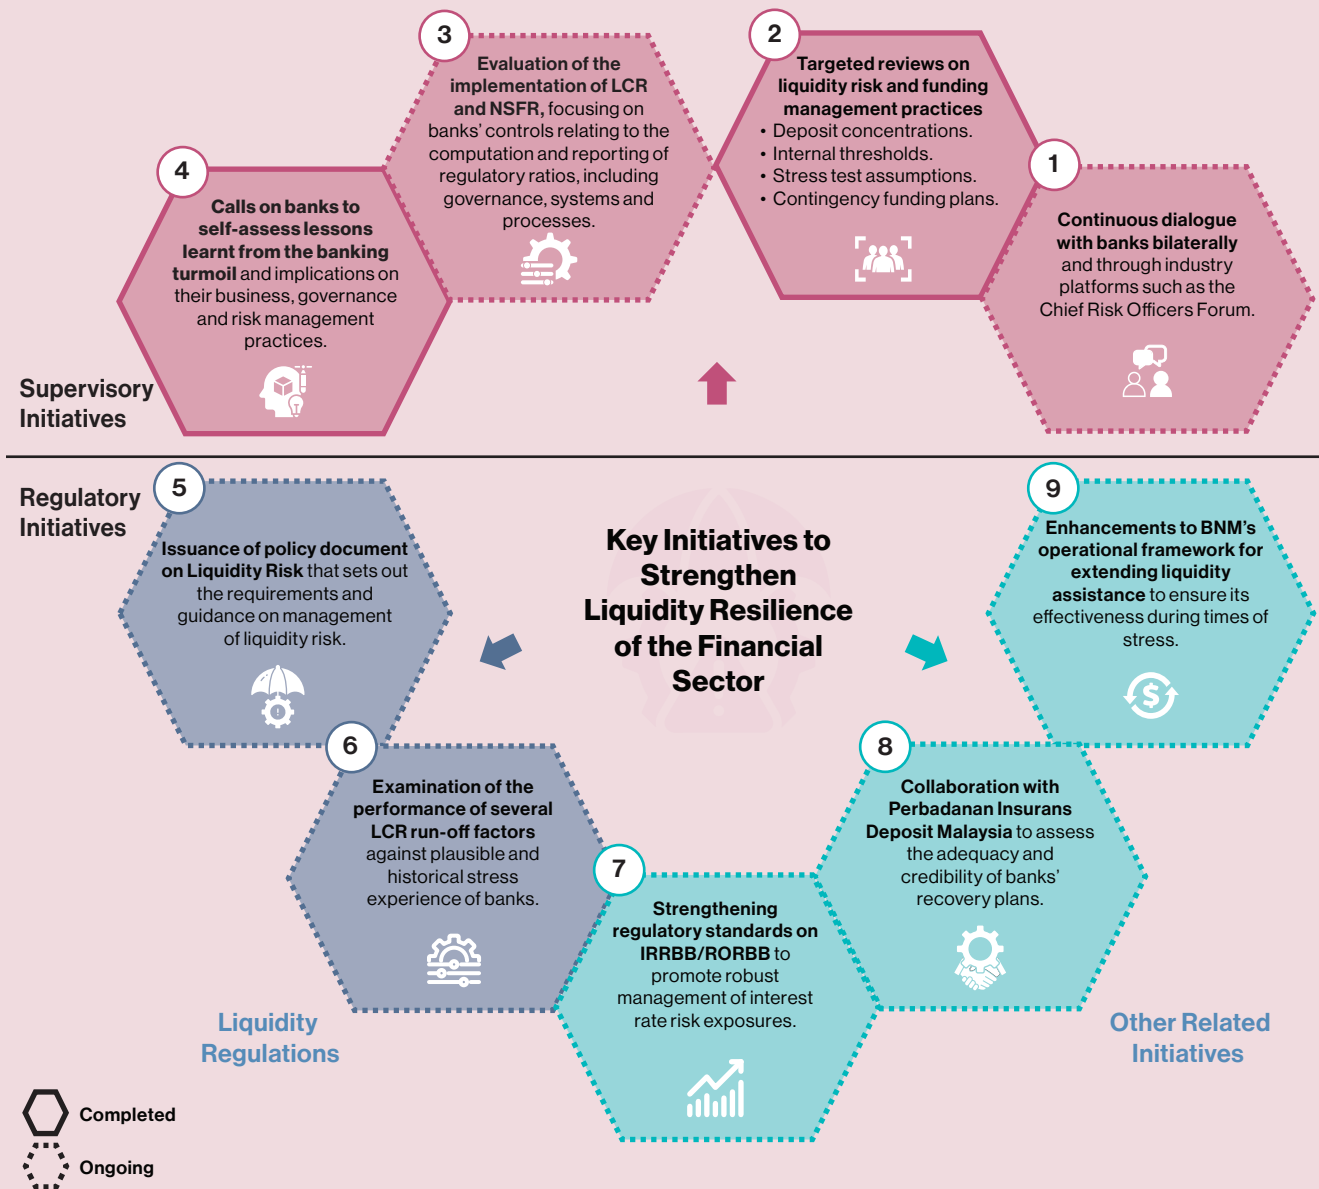 3
Evaluation of the
implementation of LCR
and NSFR, focusing on
banks' controls relating to the
computation and reporting of
regulatory ratios, including
governance, systems and
processes.
2
Targeted reviews on
liquidity risk and funding
management practices
• Deposit concentrations.
• Internal thresholds.
• Stress test assumptions.
• Contingency funding plans.
4
Calls on banks to
self-assess lessons
learnt from the banking
turmoil and implications on
their business, governance
and risk management
practices.
1
Continuous dialogue
with banks bilaterally
and through industry
platforms such as the
Chief Risk Officers Forum.
Supervisory
Initiatives
Regulatory
Initiatives
5
Issuance of policy document
on Liquidity Risk that sets out
the requirements and
guidance on management
of liquidity risk.
Key Initiatives to
Strengthen
Liquidity Resilience
of the Financial
Sector
9
Enhancements to BNM's
operational framework for
extending liquidity
assistance to ensure its
effectiveness during times of
stress.
$
6
Examination of the
performance of several
LCR run-off factors
against plausible and
historical stress
experience of banks.
7
Strengthening
regulatory standards on
IRRBB/RORBB to
promote robust
management of interest
rate risk exposures.
8
Collaboration with
Perbadanan Insurans
Deposit Malaysia to assess
the adequacy and
credibility of banks'
recovery plans.
Liquidity
Regulations
Other Related
Initiatives
Completed
Ongoing